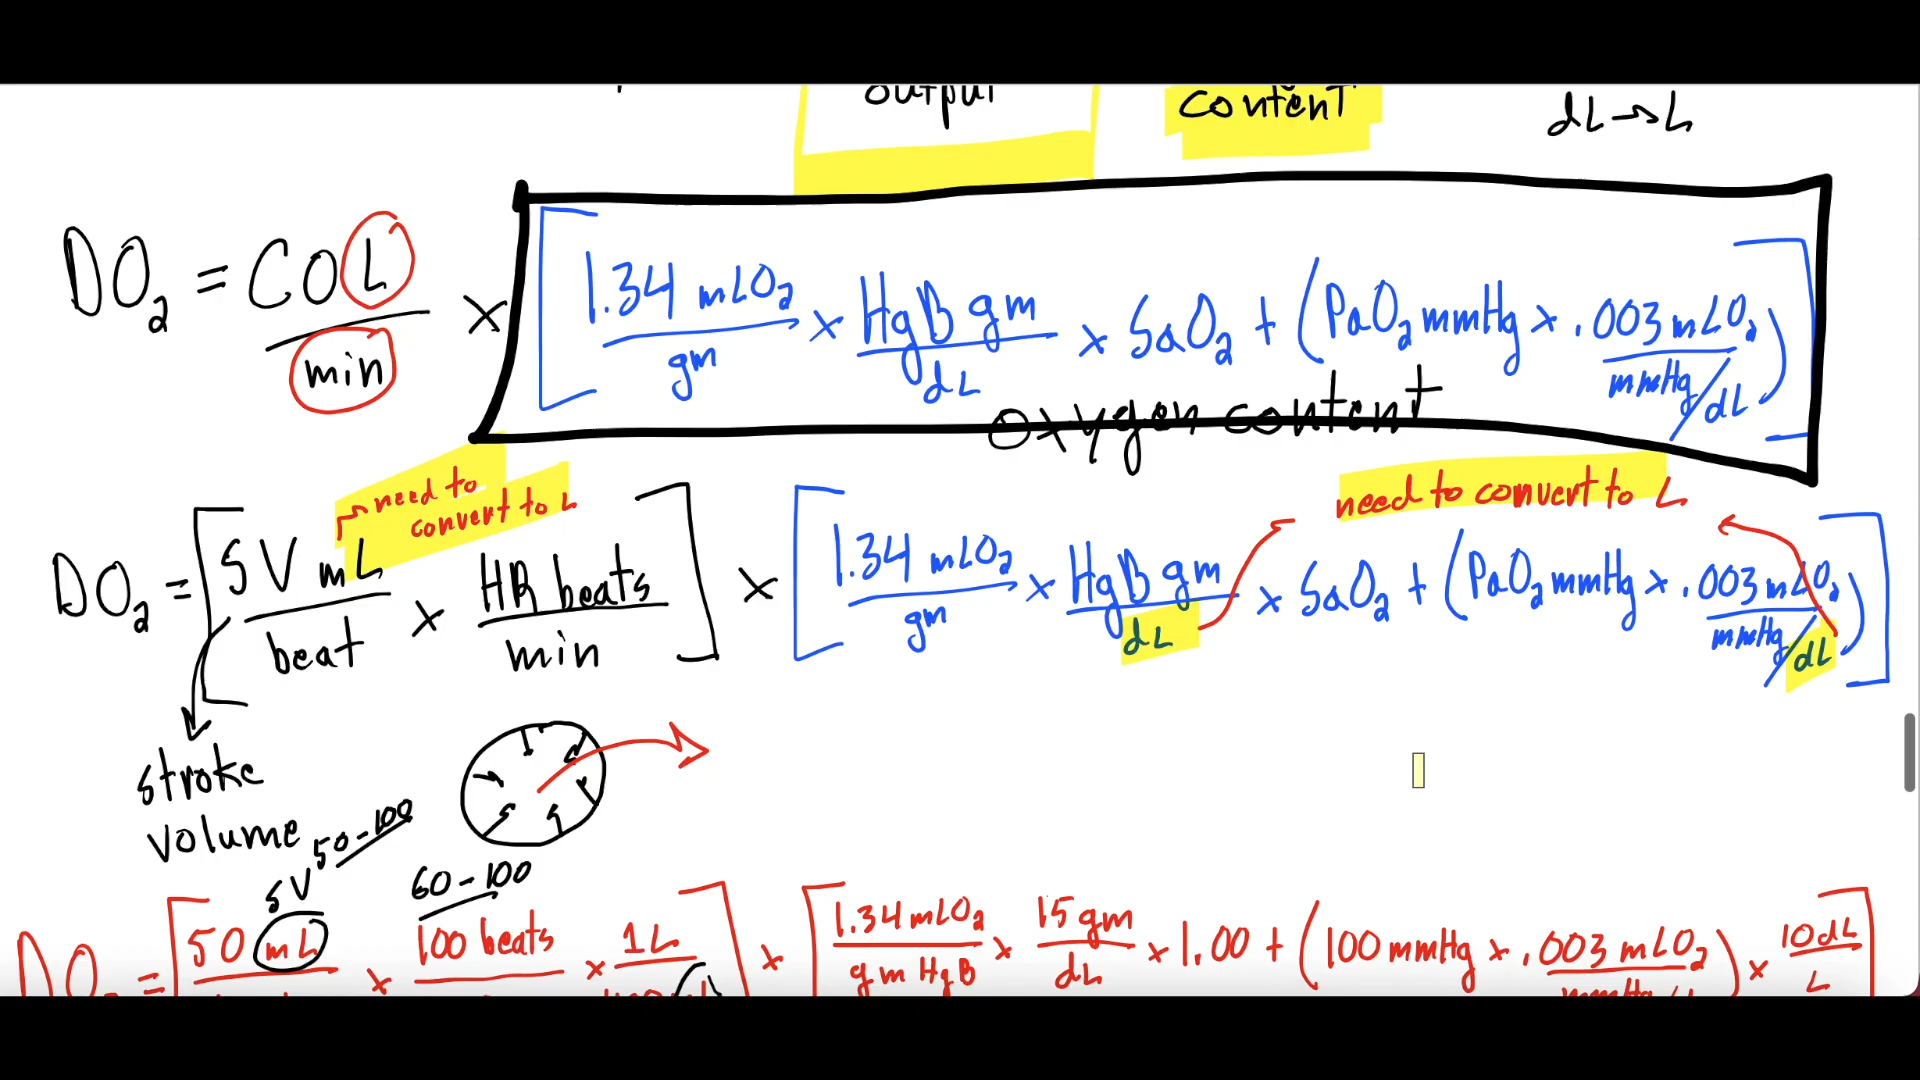 output content dL→L
DO₂ = CO L/min × [1.34 mLO₂/gm × HgB gm/dL × SaO₂ + (PaO₂ mmHg × .003 mLO₂/mmHg/dL)]
oxygen content
need to convert to L
need to convert to L
DO₂ = [SV mL/beat × HR beats/min] × [1.34 mLO₂/gm × HgB gm/dL × SaO₂ + (PaO₂ mmHg × .003 mLO₂/mmHg/dL)]
stroke
volume
50-100
SV
60-100
DO₂ = [50 mL × 100 beats × 1L] × [1.34 mLO₂/gm HgB × 15 gm/dL × 1.00 + (100 mmHg × .003 mLO₂) × 10 dL/L]